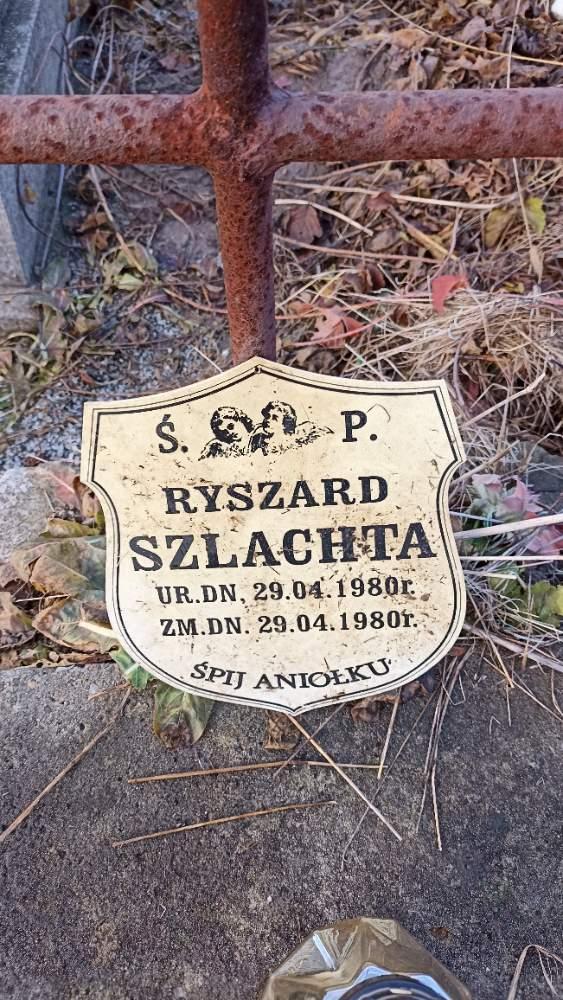 Ś. P.
RYSZARD
SZLACHTA
UR.DN. 29.04.1980r.
ZM.DN. 29.04.1980r.
ŚPIJ ANIOŁKU